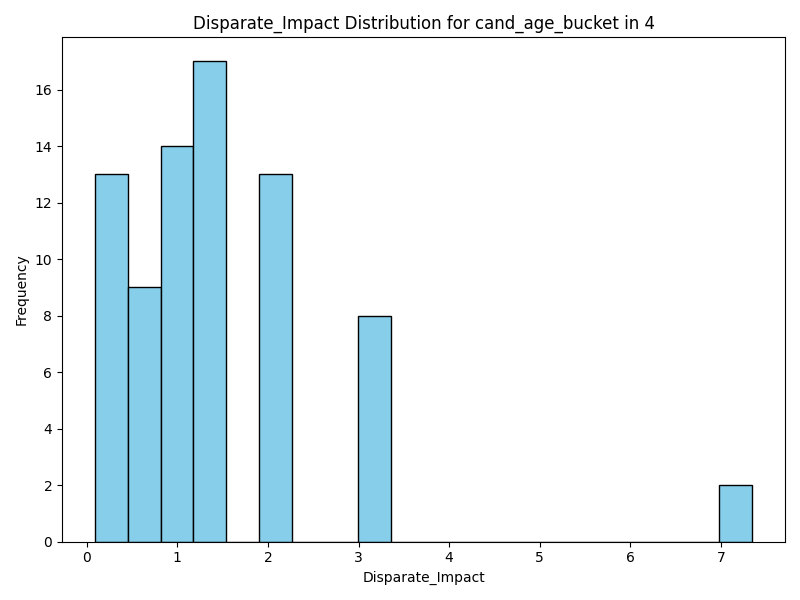 Disparate_Impact Distribution for cand_age_bucket in 4
Frequency
16
14
12
10
8
6
4
2
0
0 1 2 3 4 5 6 7
Disparate_Impact